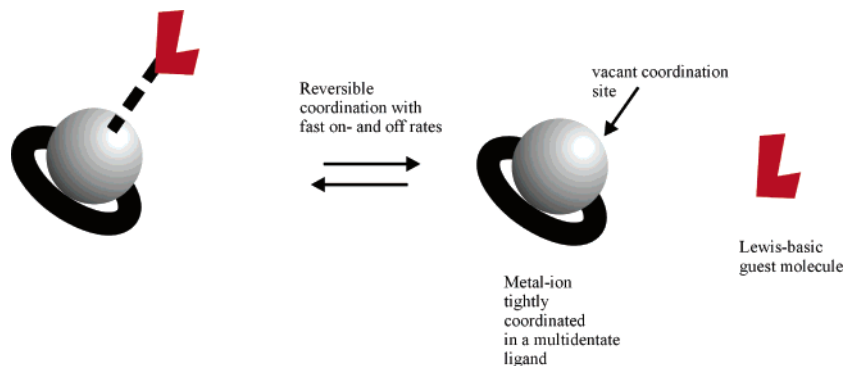 Reversible
coordination with
fast on- and off rates
vacant coordination
site
Lewis-basic
guest molecule
Metal-ion
tightly
coordinated
in a multidentate
ligand